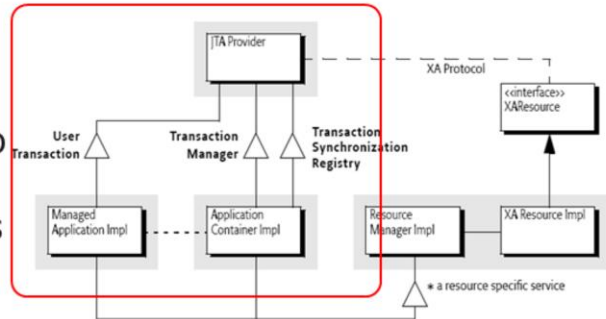 JTA Provider
XA Protocol
<<interface>>
XAResource
User
Transaction
Transaction
Manager
Transaction
Synchronization
Registry
Managed
Application Impl
Application
Container Impl
Resource
Manager Impl
XA Resource Impl
* a resource specific service